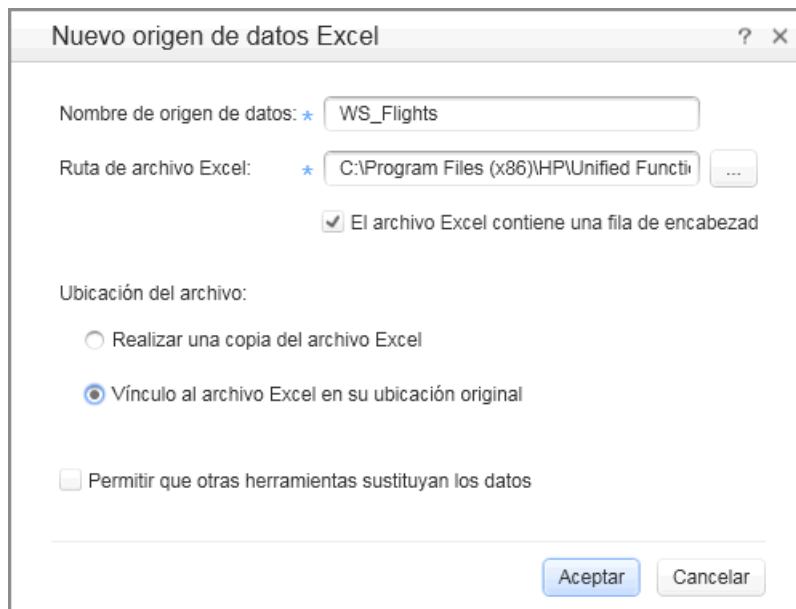 Nuevo origen de datos Excel ? ×
Nombre de origen de datos: * WS_Flights
Ruta de archivo Excel: * C:\Program Files (x86)\HP\Unified Functi ...
El archivo Excel contiene una fila de encabezad
Ubicación del archivo:
Realizar una copia del archivo Excel
Vínculo al archivo Excel en su ubicación original
Permitir que otras herramientas sustituyan los datos
Aceptar Cancelar